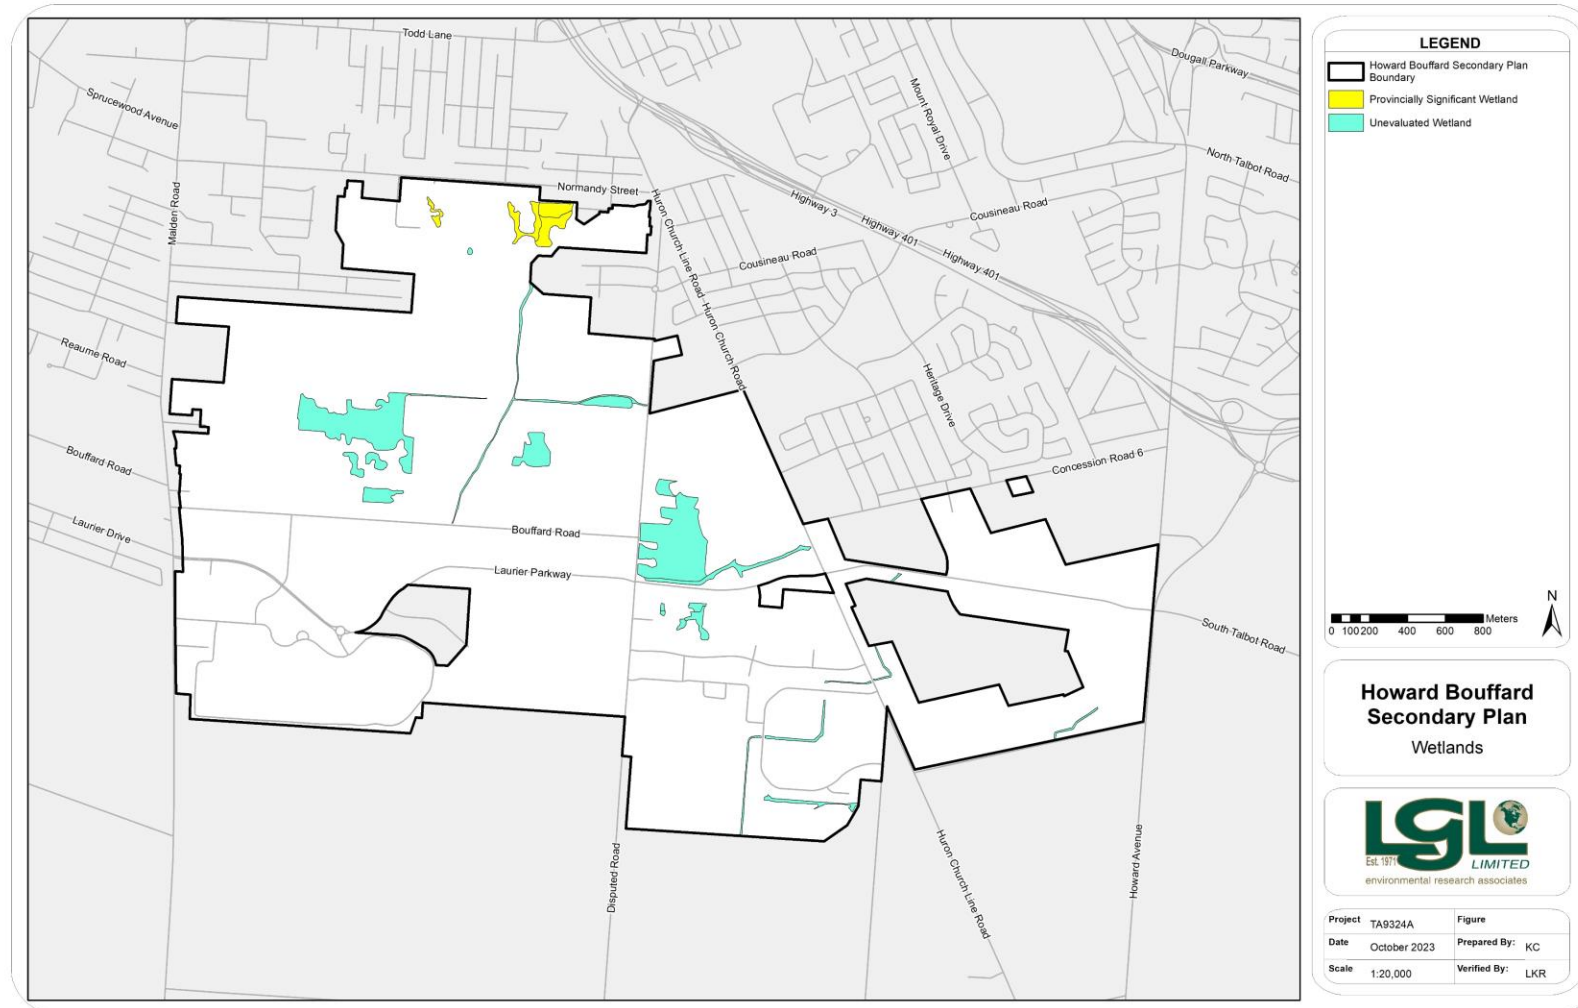 Todd Lane
Dougall Parkway
Sprucewood Avenue
Mount Royal Drive
North Talbot Road
Malden Road
Normandy Street
Huron Church Line Road
Huron Church Road
Highway 3
Highway 401
Highway 401
Cousineau Road
Cousineau Road
Reaume Road
Heritage Drive
Bouffard Road
Concession Road 6
Laurier Drive
Bouffard Road
Laurier Parkway
South Talbot Road
Disputed Road
Huron Church Line Road
Howard Avenue
LEGEND
Howard Bouffard Secondary Plan
Boundary
Provincially Significant Wetland
Unevaluated Wetland
N
Meters
0 100 200 400 600 800
Howard Bouffard
Secondary Plan
Wetlands
LGL
Est. 1971
LIMITED
environmental research associates
Project TA9324A Figure
Date October 2023 Prepared By: KC
Scale 1:20,000 Verified By: LKR